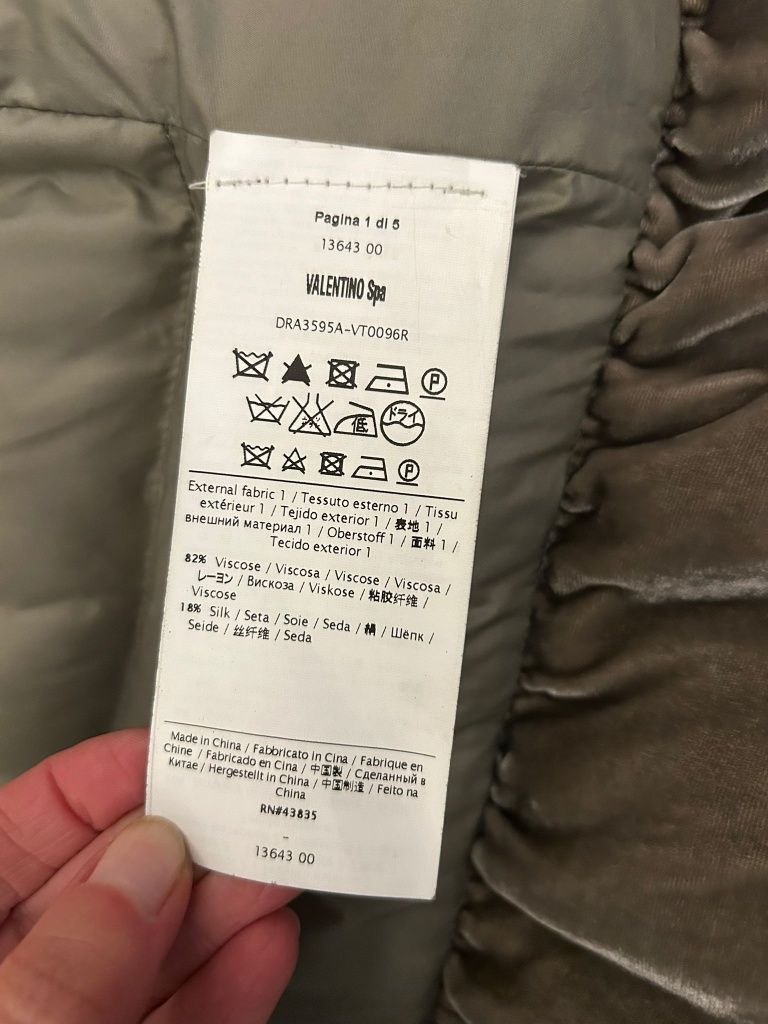 Pagina 1 di 5
13643 00
VALENTINO Spa
DRA3595A-VT0096R
P
低 ドライ
P
External fabric 1 / Tessuto esterno 1 / Tissu
extérieur 1 / Tejido exterior 1 / 表地 1 /
внешний материал 1 / Oberstoff 1 / 面料 1 /
Tecido exterior 1
82% Viscose / Viscosa / Viscose / Viscosa /
レーヨン / Вискоза / Viskose / 粘胶纤维 /
Viscose
18% Silk / Seta / Soie / Seda / 絹 / Шёлк /
Seide / 丝纤维 / Seda
Made in China / Fabbricato in Cina / Fabrique en
Chine / Fabricado en Cina / 中国製 / Сделанный в
Китае / Hergestellt in China / 中国制造 / Feito na
China
RN#43835
-
13643 00